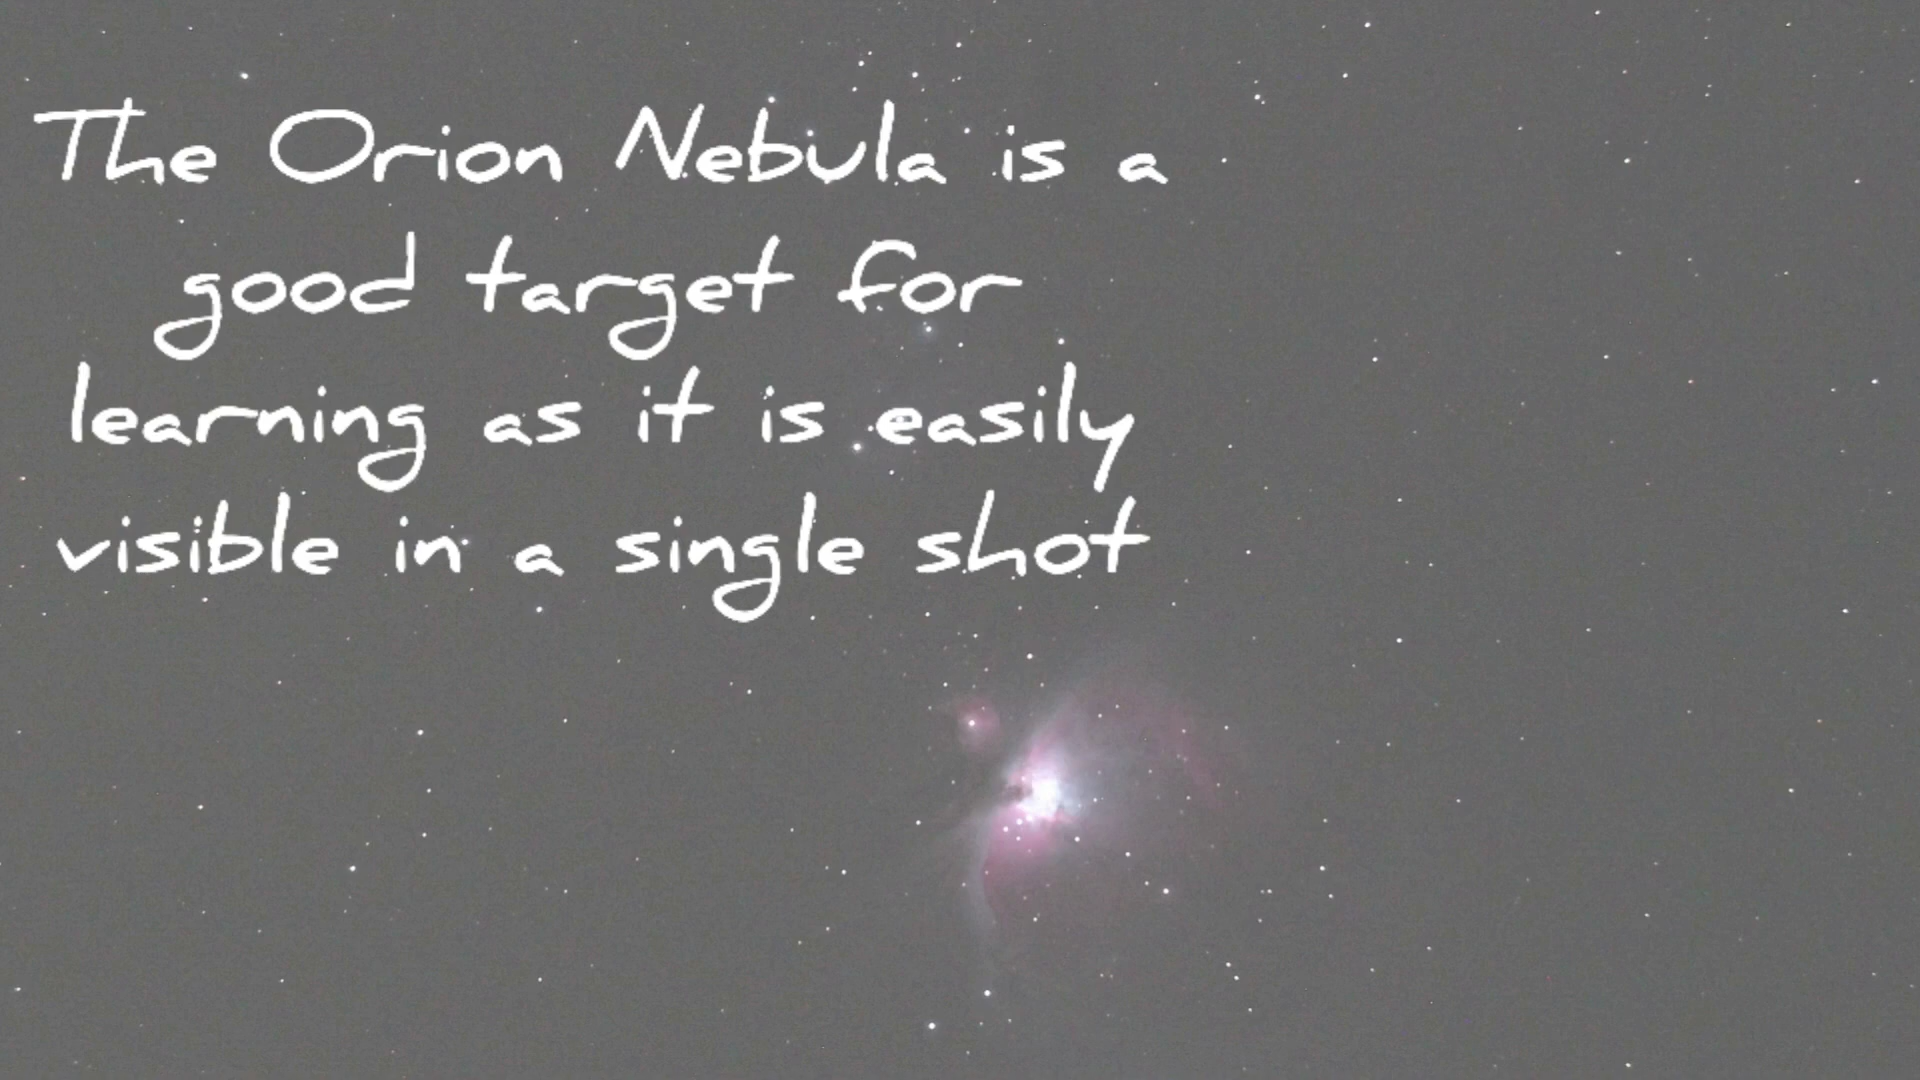 The Orion Nebula is a
good target for
learning as it is easily
visible in a single shot